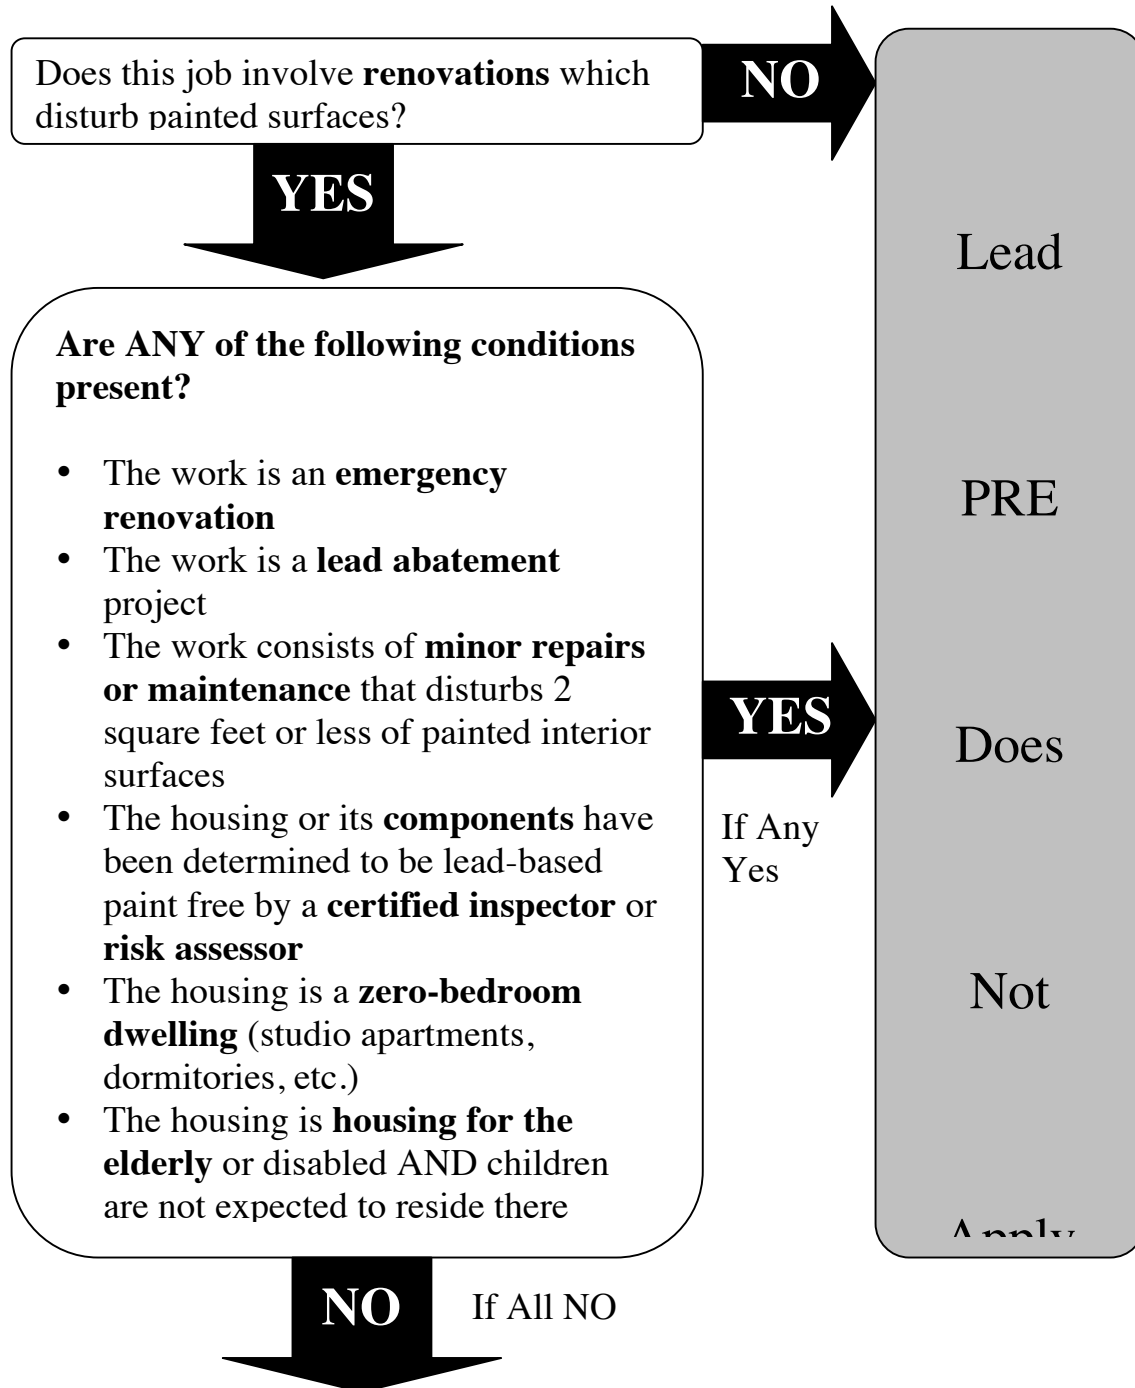 Does this job involve renovations which
disturb painted surfaces?
NO
YES
Are ANY of the following conditions
present?
• The work is an emergency
renovation
• The work is a lead abatement
project
• The work consists of minor repairs
or maintenance that disturbs 2
square feet or less of painted interior
surfaces
• The housing or its components have
been determined to be lead-based
paint free by a certified inspector or
risk assessor
• The housing is a zero-bedroom
dwelling (studio apartments,
dormitories, etc.)
• The housing is housing for the
elderly or disabled AND children
are not expected to reside there
YES
If Any
Yes
NO
If All NO
Lead
PRE
Does
Not
Apply